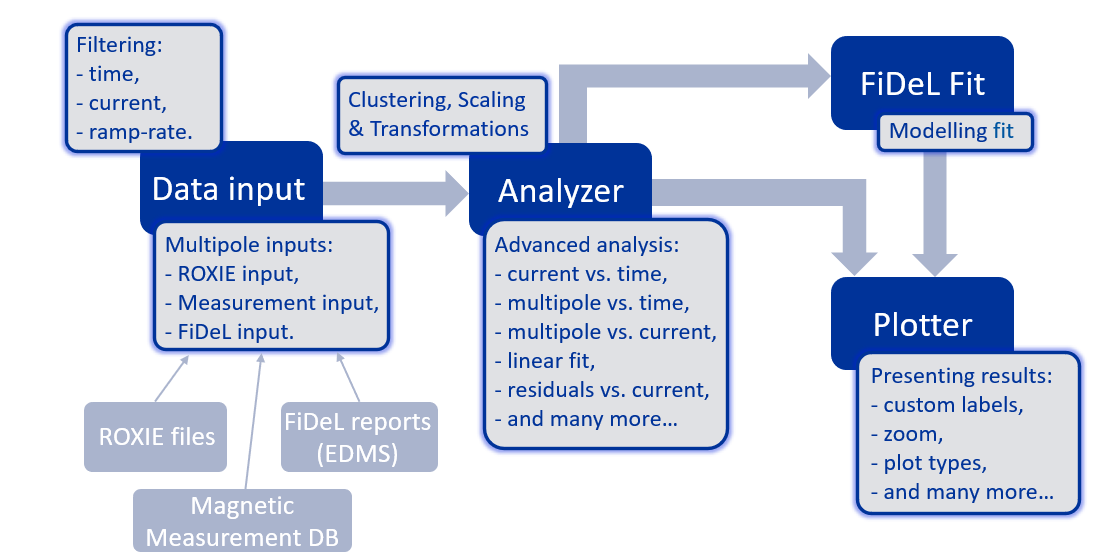 Filtering:
- time,
- current,
- ramp-rate.
Data input
Multipole inputs:
- ROXIE input,
- Measurement input,
- FiDeL input.
ROXIE files
Magnetic
Measurement DB
FiDeL reports
(EDMS)
Clustering, Scaling
& Transformations
Analyzer
Advanced analysis:
- current vs. time,
- multipole vs. time,
- multipole vs. current,
- linear fit,
- residuals vs. current,
- and many more…
FiDeL Fit
Modelling fit
Plotter
Presenting results:
- custom labels,
- zoom,
- plot types,
- and many more…